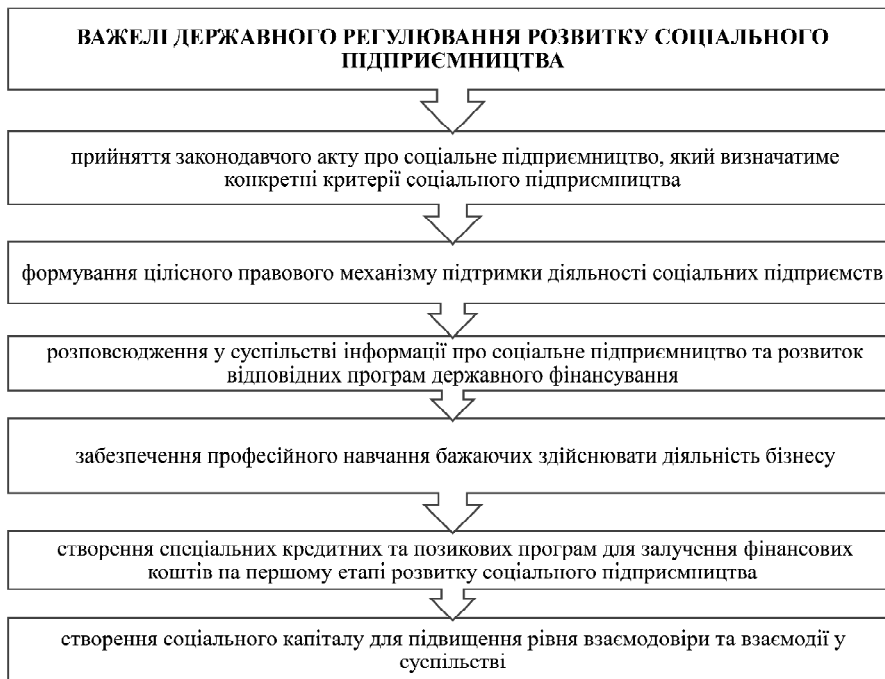 ВАЖЕЛІ ДЕРЖАВНОГО РЕГУЛЮВАННЯ РОЗВИТКУ СОЦІАЛЬНОГО
ПІДПРИЄМНИЦТВА
прийняття законодавчого акту про соціальне підприємництво, який визначатиме
конкретні критерії соціального підприємництва
формування цілісного правового механізму підтримки діяльності соціальних підприємств
розповсюдження у суспільстві інформації про соціальне підприємництво та розвиток
відповідних програм державного фінансування
забезпечення професійного навчання бажаючих здійснювати діяльність бізнесу
створення спеціальних кредитних та позикових програм для залучення фінансових
коштів на першому етапі розвитку соціального підприємництва
створення соціального капіталу для підвищення рівня взаємодовіри та взаємодії у
суспільстві